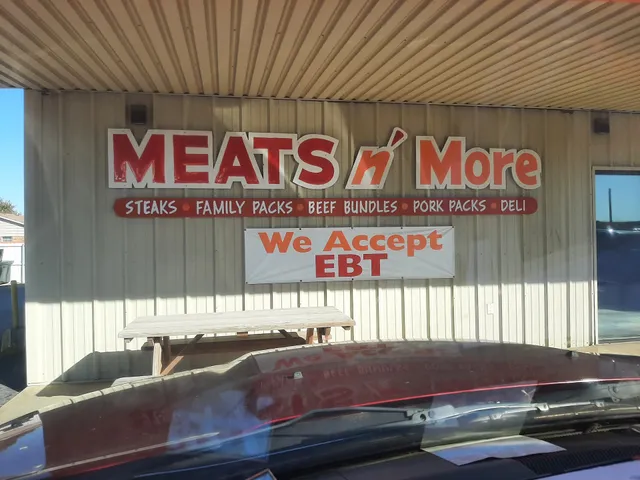 MEATS n' More
STEAKS • FAMILY PACKS • BEEF BUNDLES • PORK PACKS • DELI
We Accept
EBT